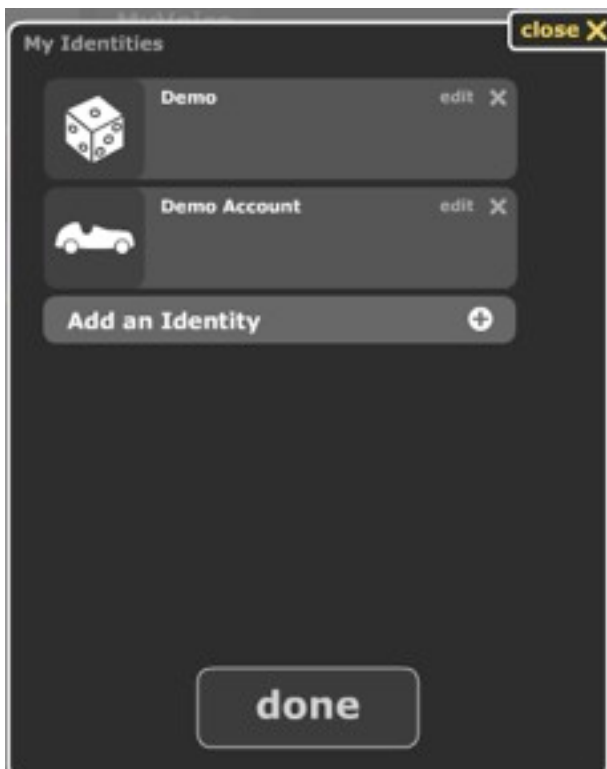 close X
My Identities
Demo edit X
Demo Account edit X
Add an Identity
done